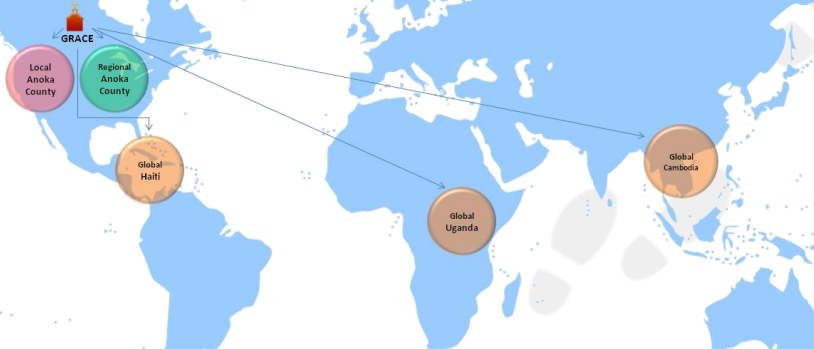 GRACE
Local
Anoka
County
Regional
Anoka
County
Global
Haiti
Global
Uganda
Global
Cambodia